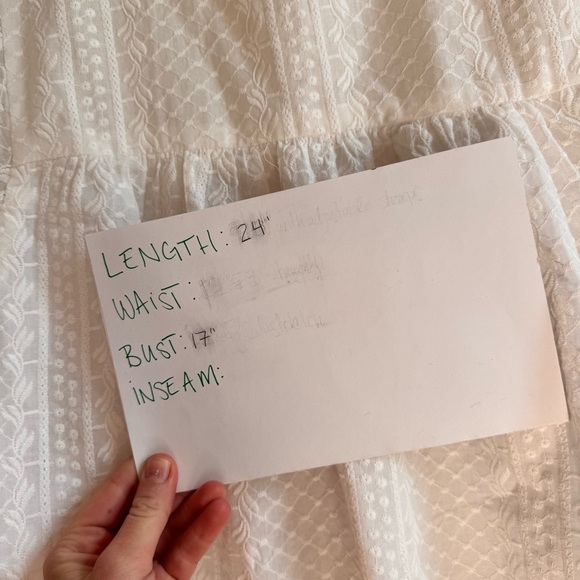 LENGTH: 24"
WAIST:
BUST: 17"
INSEAM: